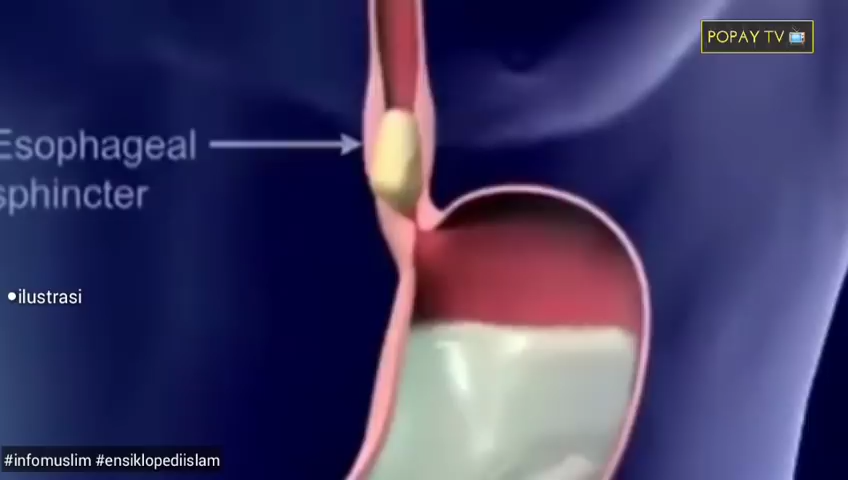 POPAY TV
Esophageal
sphincter
•ilustrasi
#infomuslim #ensiklopediislam